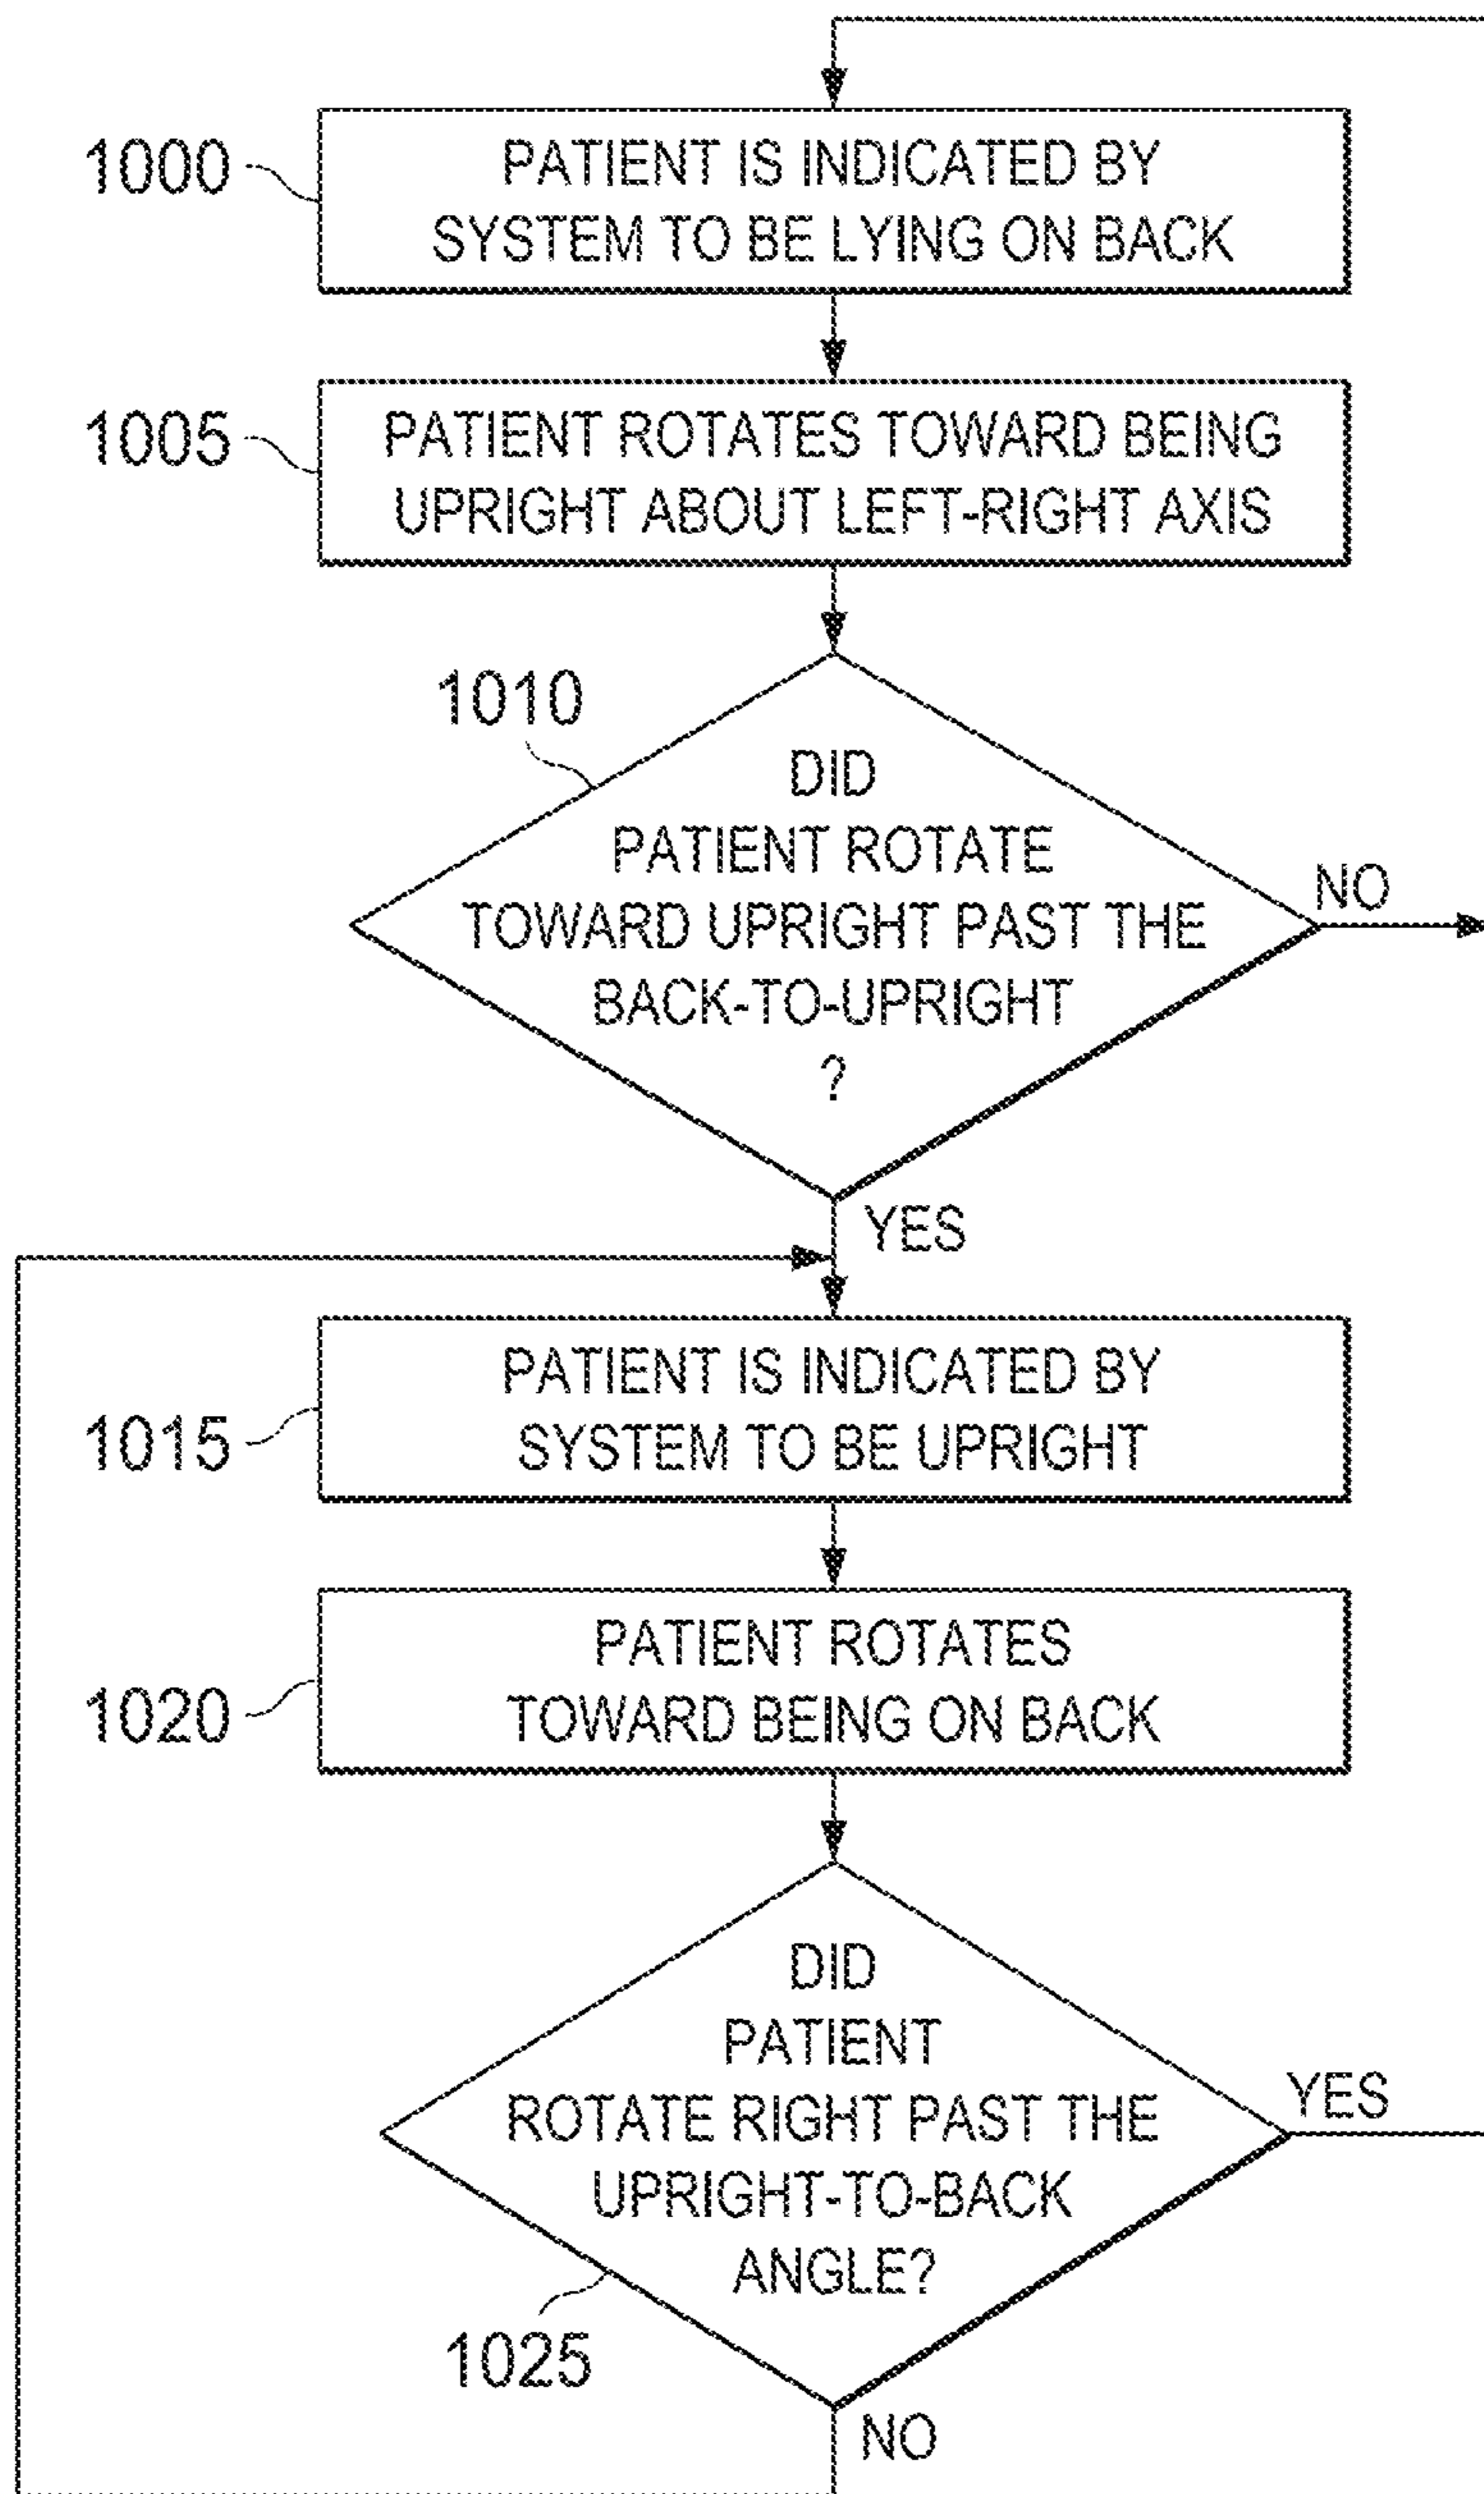 1000
PATIENT IS INDICATED BY
SYSTEM TO BE LYING ON BACK
1005
PATIENT ROTATES TOWARD BEING
UPRIGHT ABOUT LEFT-RIGHT AXIS
1010
DID
PATIENT ROTATE
TOWARD UPRIGHT PAST THE
BACK-TO-UPRIGHT
?
NO
YES
1015
PATIENT IS INDICATED BY
SYSTEM TO BE UPRIGHT
1020
PATIENT ROTATES
TOWARD BEING ON BACK
DID
PATIENT
ROTATE RIGHT PAST THE
UPRIGHT-TO-BACK
ANGLE?
YES
1025
NO